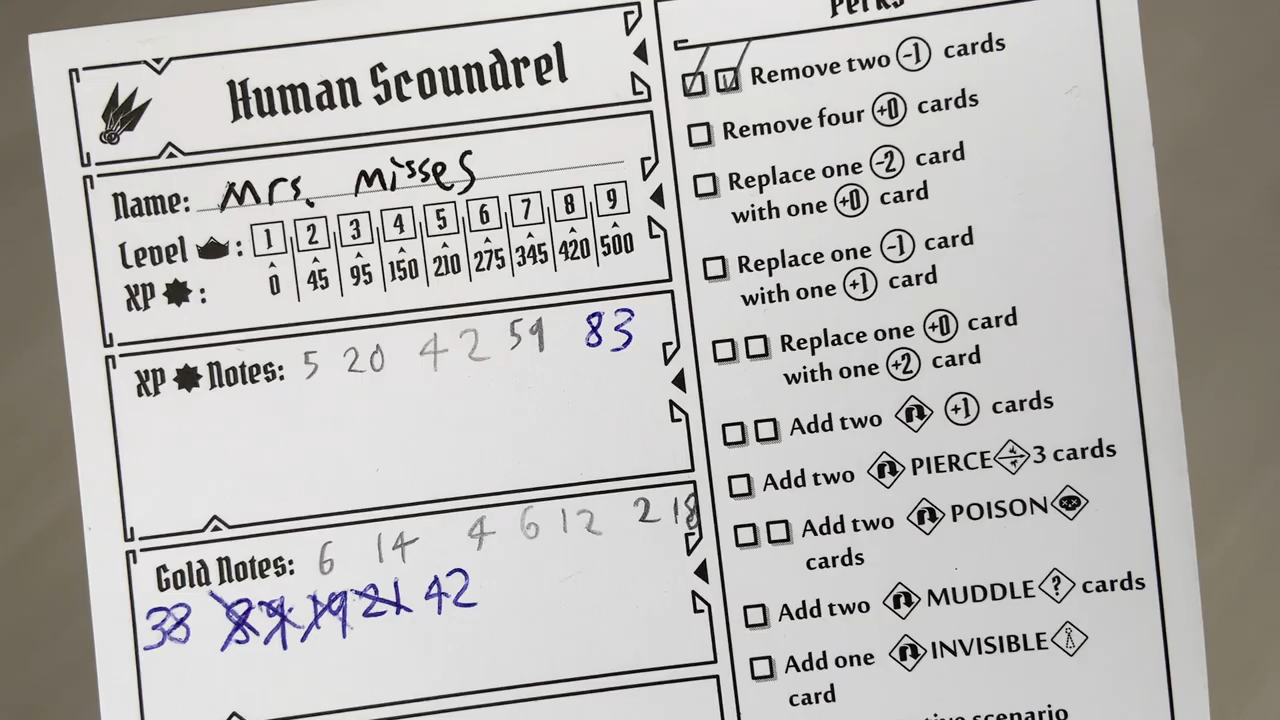 Human Scoundrel
Name: Mrs. Misses
Level : 1 2 3 4 5 6 7 8 9
XP : 0 45 95 150 210 275 345 420 500
XP Notes: 5 20 42 59 83
Gold Notes: 6 14 4 6 12 2 18
38 19 21 42
Perks
Remove two -1 cards
Remove four +0 cards
Replace one -2 card
with one +0 card
Replace one -1 card
with one +1 card
Replace one +0 card
with one +2 card
Add two +1 cards
Add two PIERCE 3 cards
Add two POISON
cards
Add two MUDDLE ? cards
Add one INVISIBLE
card
scenario